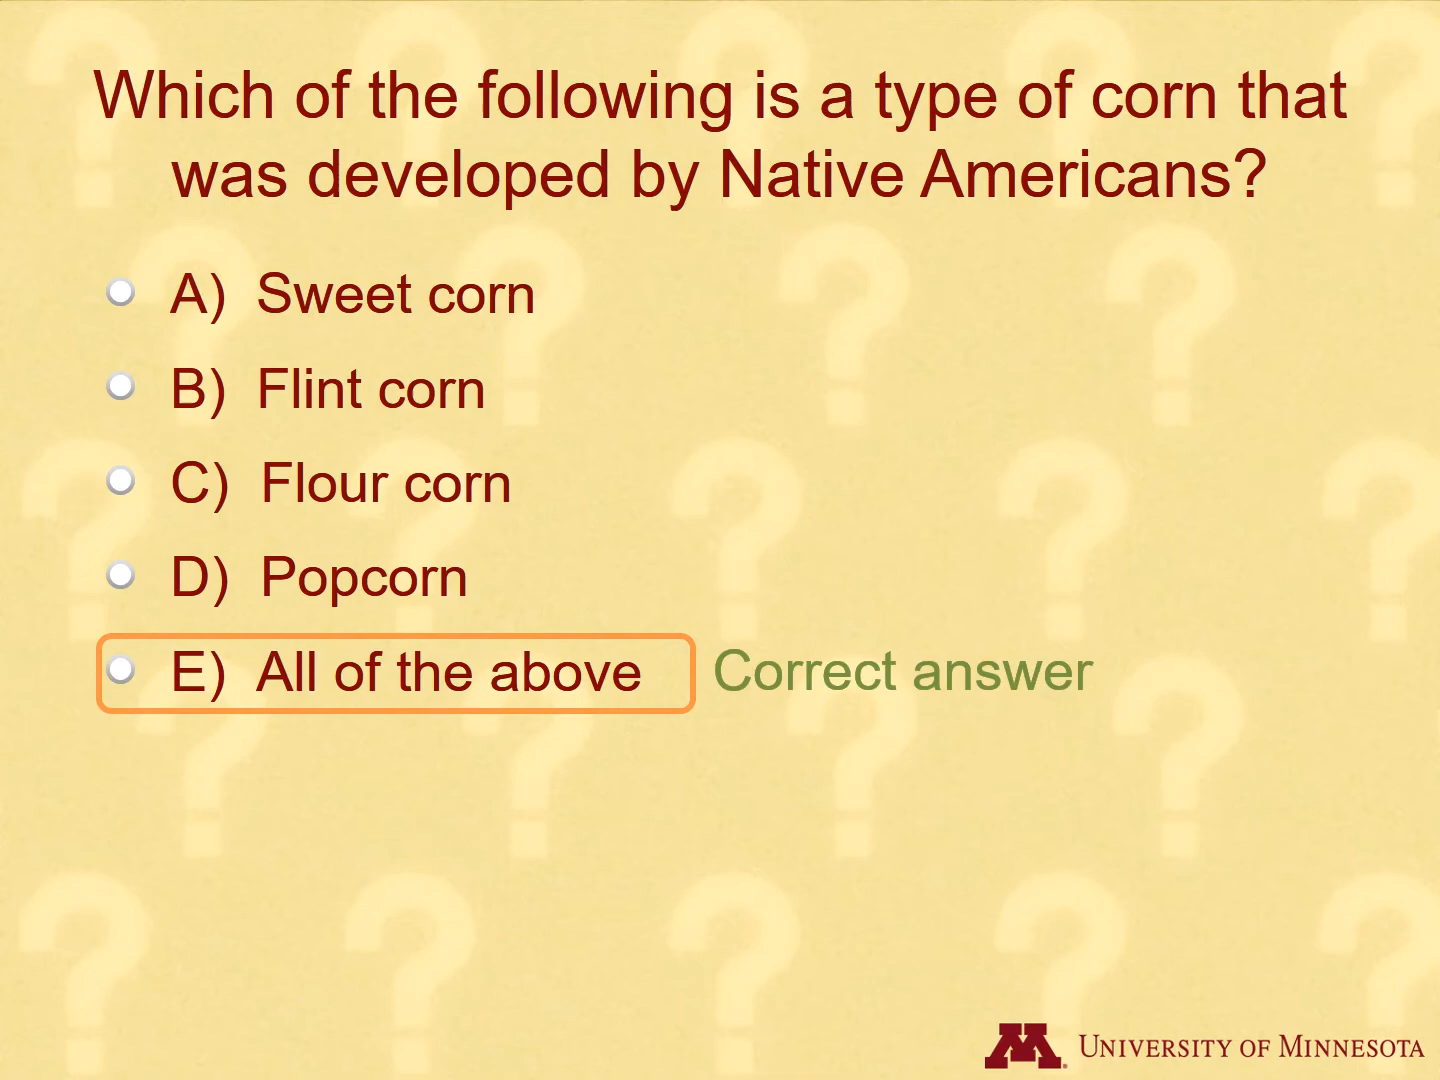 Which of the following is a type of corn that
was developed by Native Americans?
A) Sweet corn
B) Flint corn
C) Flour corn
D) Popcorn
E) All of the above Correct answer
M University of Minnesota